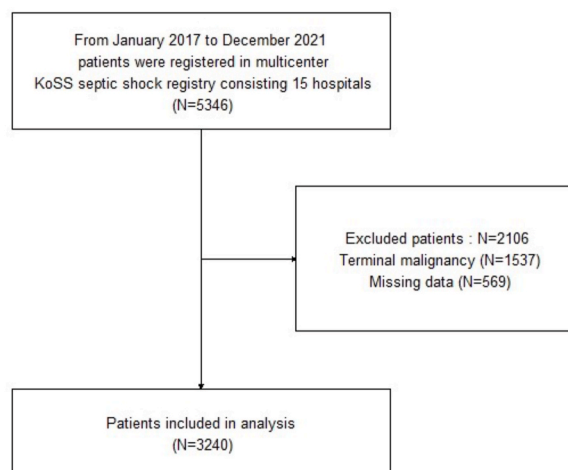 From January 2017 to December 2021
patients were registered in multicenter
KoSS septic shock registry consisting 15 hospitals
(N=5346)
Excluded patients : N=2106
Terminal malignancy (N=1537)
Missing data (N=569)
Patients included in analysis
(N=3240)